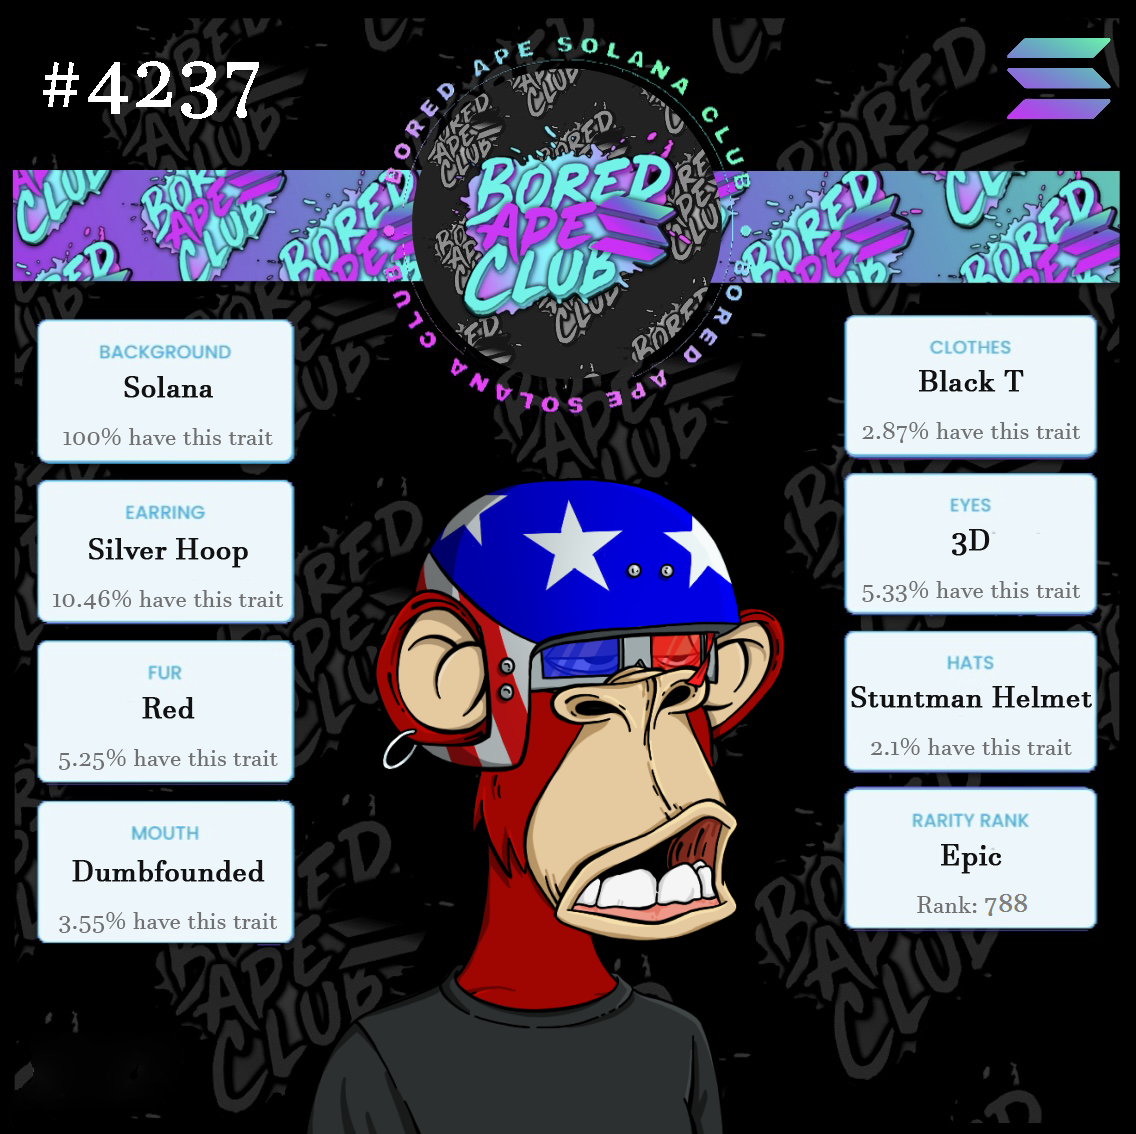 #4237
BORED APE SOLANA CLUB
BORED APE SOLANA CLUB
BORED
APE
CLUB
BACKGROUND
Solana
100% have this trait
EARRING
Silver Hoop
10.46% have this trait
FUR
Red
5.25% have this trait
MOUTH
Dumbfounded
3.55% have this trait
CLOTHES
Black T
2.87% have this trait
EYES
3D
5.33% have this trait
HATS
Stuntman Helmet
2.1% have this trait
RARITY RANK
Epic
Rank: 788